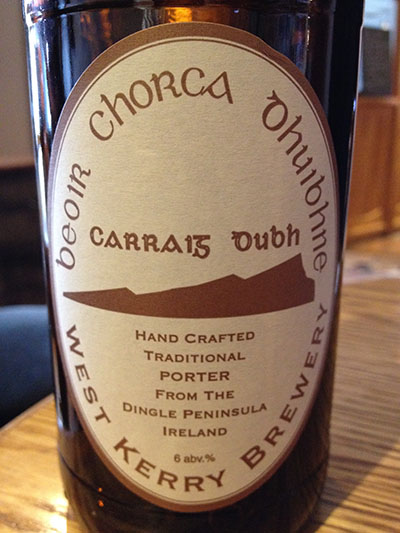 beoir Chorca Dhuibhne
Carraig Dubh
HAND CRAFTED
TRADITIONAL
PORTER
FROM THE
DINGLE PENINSULA
IRELAND
6 abv.%
WEST KERRY BREWERY